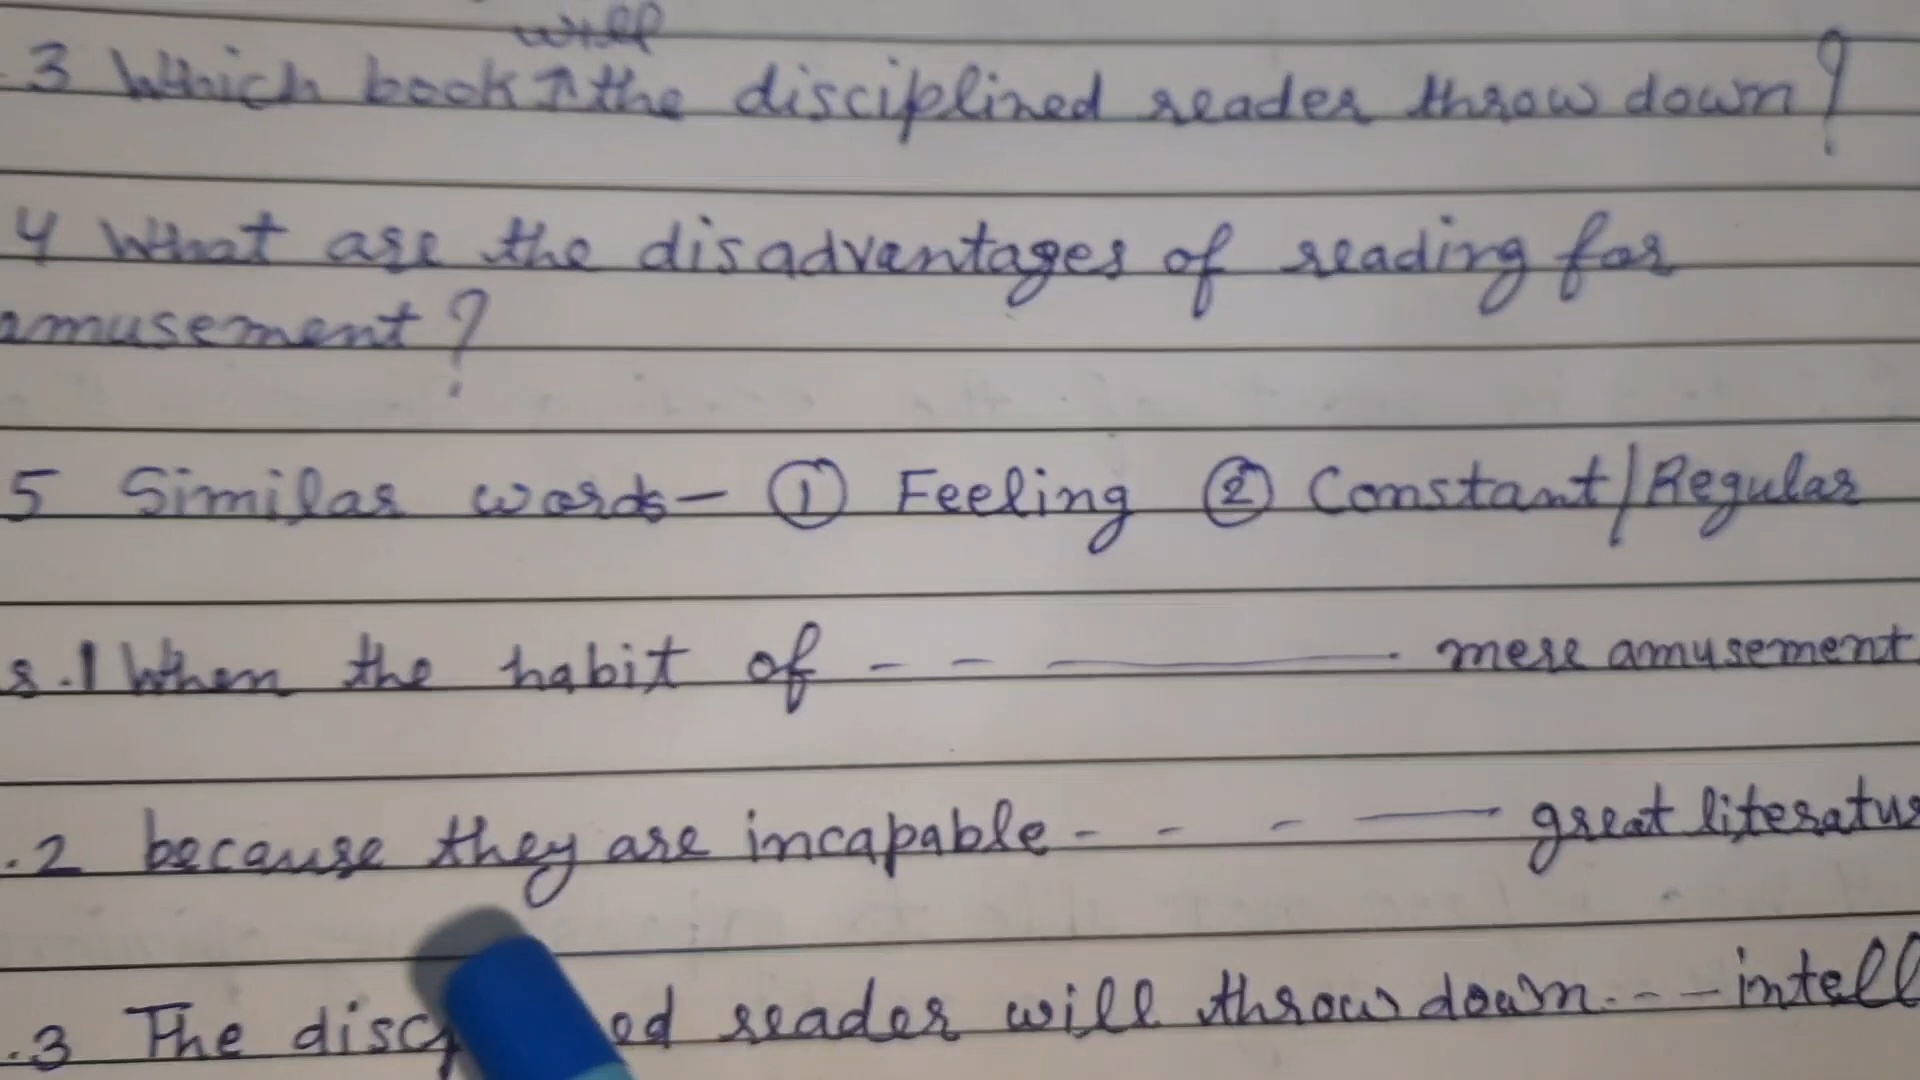 will
3 Which book ↑ the disciplined reader throw down?
4 What are the disadvantages of reading for
amusement?
5 Similar words- ① Feeling ② Constant/Regular
s.1 When the habit of - - ——— mere amusement
.2 because they are incapable - - - — great literatur
.3 The disc ed reader will throw down. - - — intell